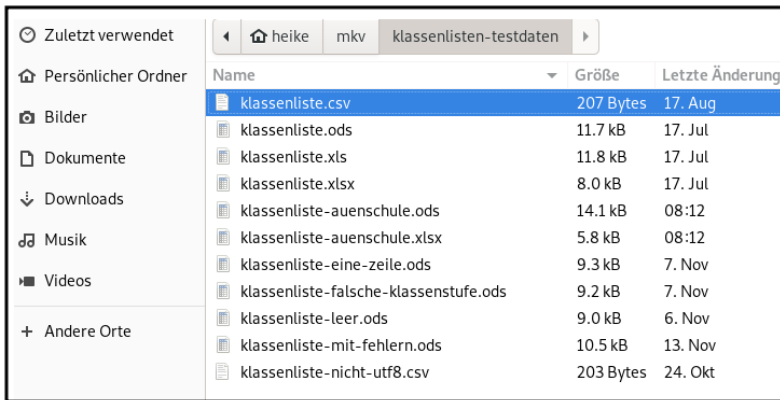 Zuletzt verwendet
Persönlicher Ordner
Bilder
Dokumente
Downloads
Musik
Videos
Andere Orte
heike mkv klassenlisten-testdaten
Name Größe Letzte Änderung
klassenliste.csv 207 Bytes 17. Aug
klassenliste.ods 11.7 kB 17. Jul
klassenliste.xls 11.8 kB 17. Jul
klassenliste.xlsx 8.0 kB 17. Jul
klassenliste-auenschule.ods 14.1 kB 08:12
klassenliste-auenschule.xlsx 5.8 kB 08:12
klassenliste-eine-zeile.ods 9.3 kB 7. Nov
klassenliste-falsche-klassenstufe.ods 9.2 kB 7. Nov
klassenliste-leer.ods 9.0 kB 6. Nov
klassenliste-mit-fehlern.ods 10.5 kB 13. Nov
klassenliste-nicht-utf8.csv 203 Bytes 24. Okt